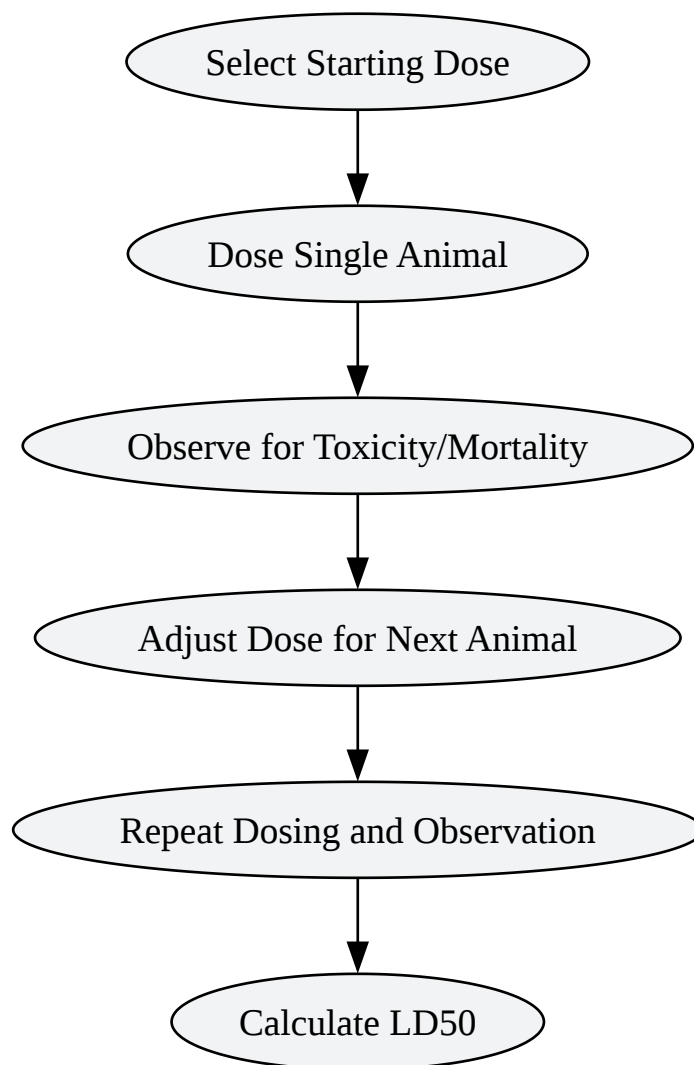 Select Starting Dose
Dose Single Animal
Observe for Toxicity/Mortality
Adjust Dose for Next Animal
Repeat Dosing and Observation
Calculate LD50